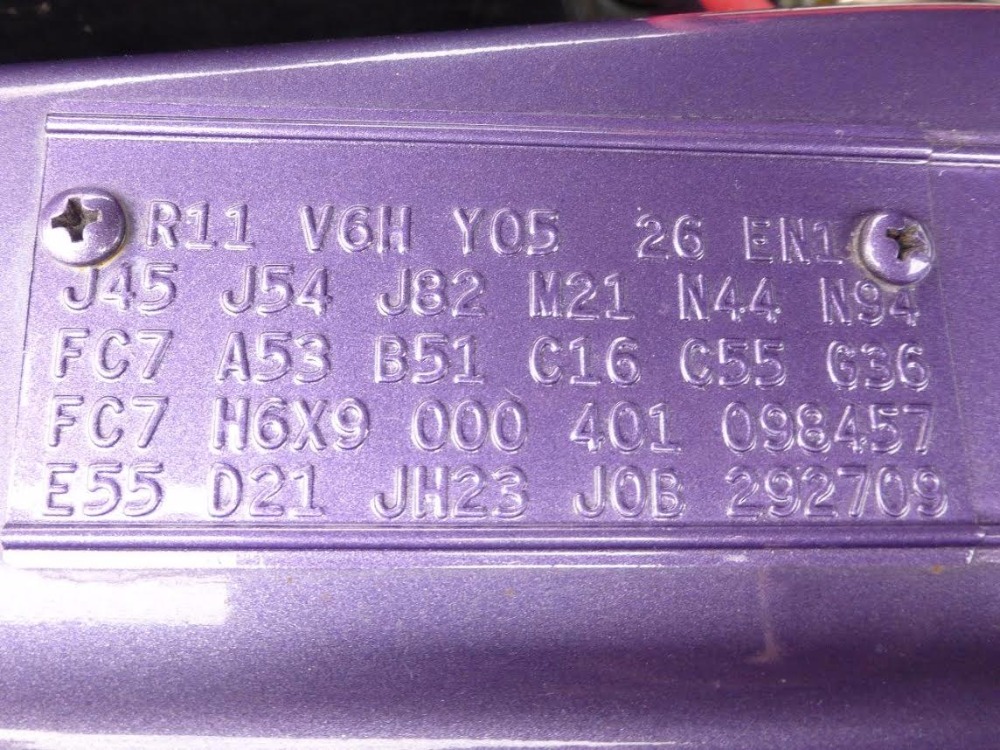 R11 V6H Y05 26 EN1
J45 J54 J82 M21 N44 N94
FC7 A53 B51 C16 C55 G36
FC7 H6X9 000 401 098457
E55 D21 JH23 J0B 292709